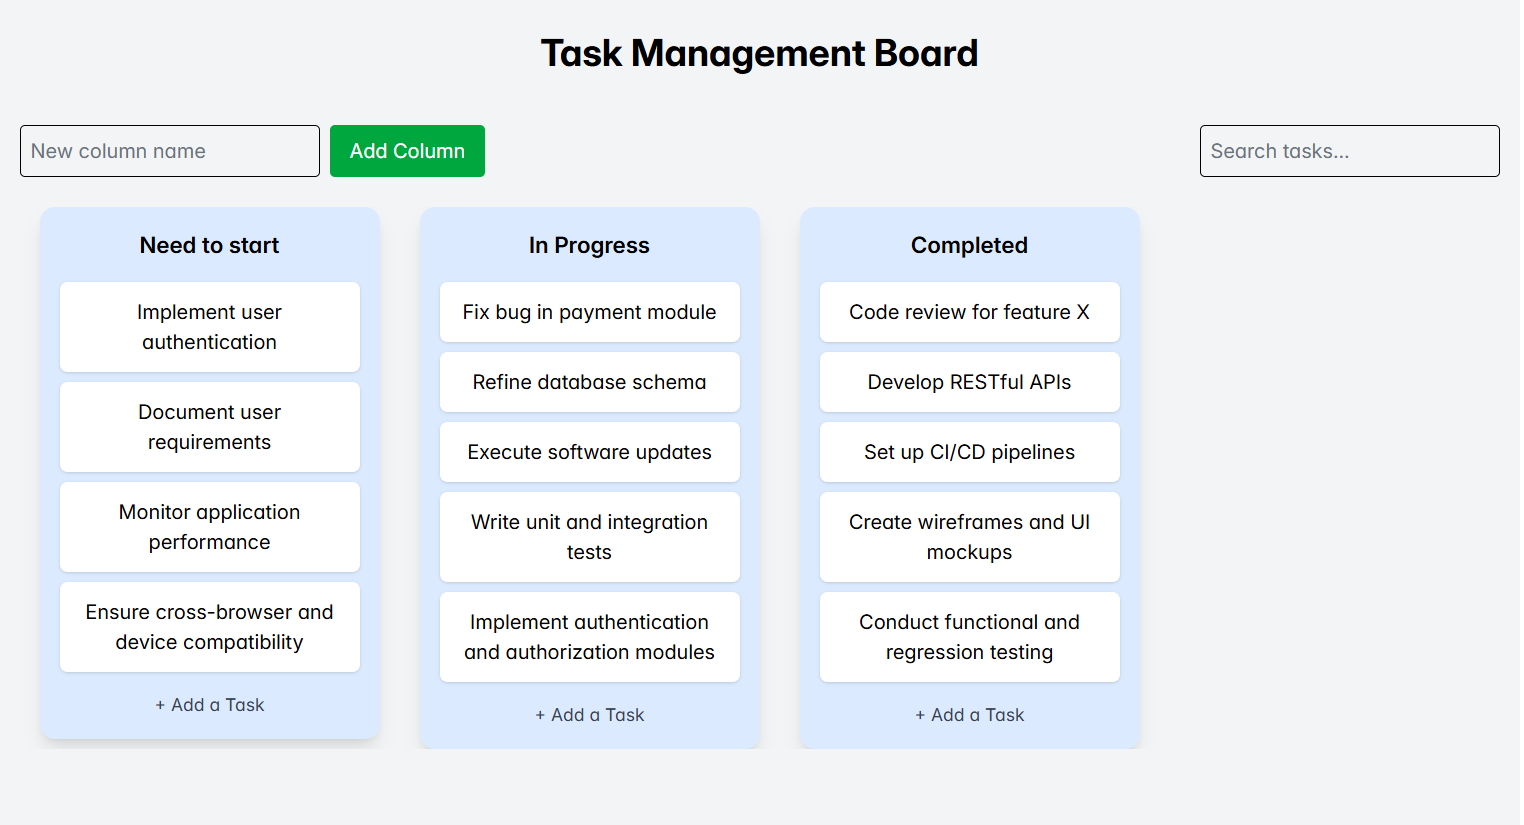 Task Management Board
New column name
Add Column
Search tasks...
Need to start
Implement user
authentication
Document user
requirements
Monitor application
performance
Ensure cross-browser and
device compatibility
+ Add a Task
In Progress
Fix bug in payment module
Refine database schema
Execute software updates
Write unit and integration
tests
Implement authentication
and authorization modules
+ Add a Task
Completed
Code review for feature X
Develop RESTful APIs
Set up CI/CD pipelines
Create wireframes and UI
mockups
Conduct functional and
regression testing
+ Add a Task